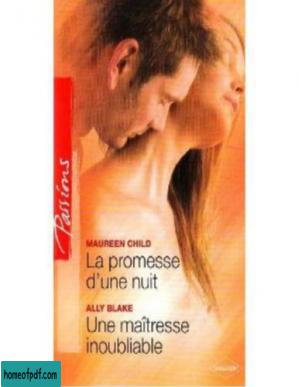 Passions
MAUREEN CHILD
La promesse
d'une nuit
ALLY BLAKE
Une maîtresse
inoubliable
homeofpdf.com